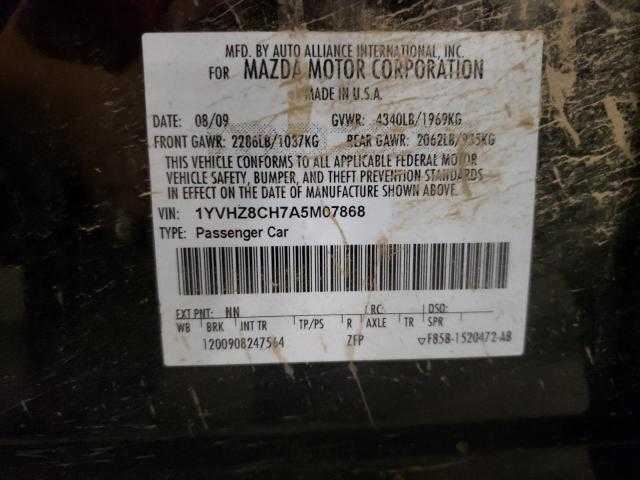 MFD. BY AUTO ALLIANCE INTERNATIONAL, INC.
FOR MAZDA MOTOR CORPORATION
MADE IN U.S.A.
DATE: 08/09 GVWR: 4340LB/1969KG
FRONT GAWR: 2286LB/1037KG REAR GAWR: 2062LB/935KG
THIS VEHICLE CONFORMS TO ALL APPLICABLE FEDERAL MOTOR
VEHICLE SAFETY, BUMPER, AND THEFT PREVENTION STANDARDS
IN EFFECT ON THE DATE OF MANUFACTURE SHOWN ABOVE.
VIN: 1YVHZ8CH7A5M07868
TYPE: Passenger Car
EXT PNT: NN RC: DSO:
WB BRK INT TR TP/PS R AXLE TR SPR
1200908247564 ZFP ▽F85B-1520472-AB